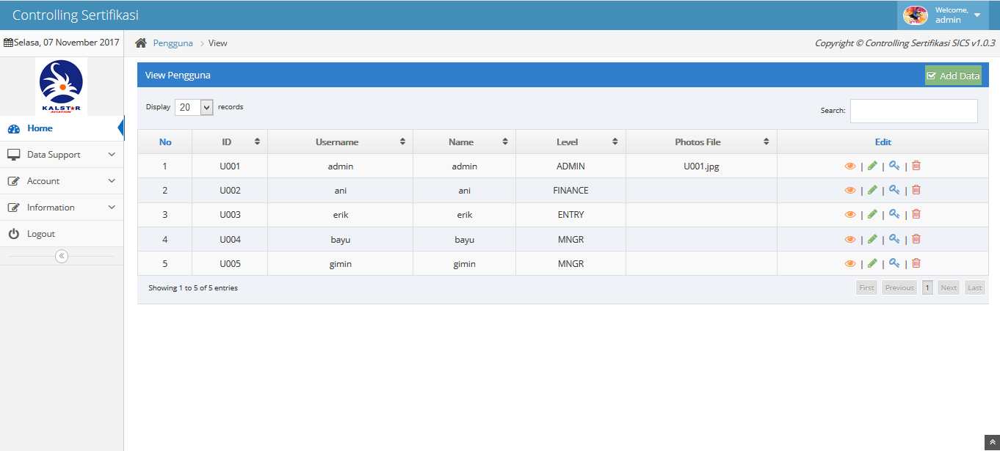 Controlling Sertifikasi
Welcome,
admin
Selasa, 07 November 2017
Pengguna
View
Copyright © Controlling Sertifikasi SICS v1.0.3
KALSTAR
AVIATION
Home
Data Support
Account
Information
Logout
View Pengguna
Add Data
Display 20 records
Search:
No ID Username Name Level Photos File Edit
1 U001 admin admin ADMIN U001.jpg | | |
2 U002 ani ani FINANCE | | |
3 U003 erik erik ENTRY | | |
4 U004 bayu bayu MNGR | | |
5 U005 gimin gimin MNGR | | |
Showing 1 to 5 of 5 entries
First Previous 1 Next Last